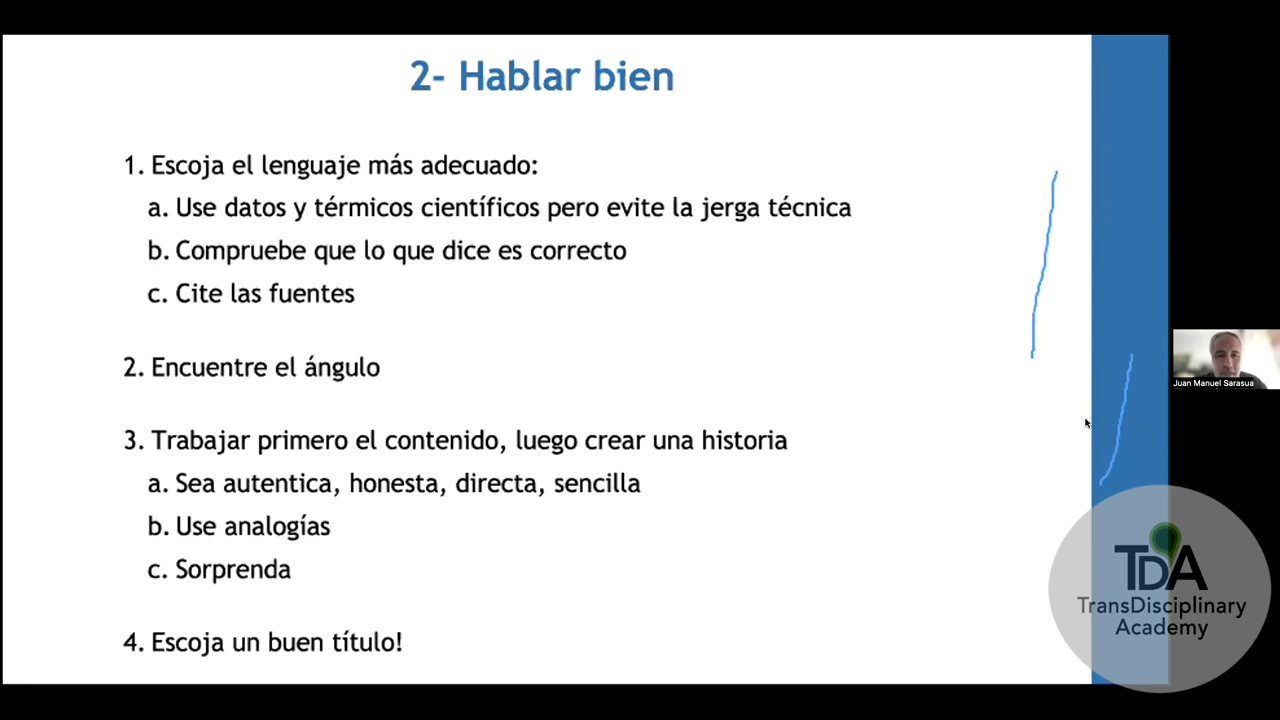 2- Hablar bien
1. Escoja el lenguaje más adecuado:
a. Use datos y térmicos científicos pero evite la jerga técnica
b. Compruebe que lo que dice es correcto
c. Cite las fuentes
2. Encuentre el ángulo
3. Trabajar primero el contenido, luego crear una historia
a. Sea autentica, honesta, directa, sencilla
b. Use analogías
c. Sorprenda
4. Escoja un buen título!
Juan Manuel Sarasua
TDA
TransDisciplinary
Academy